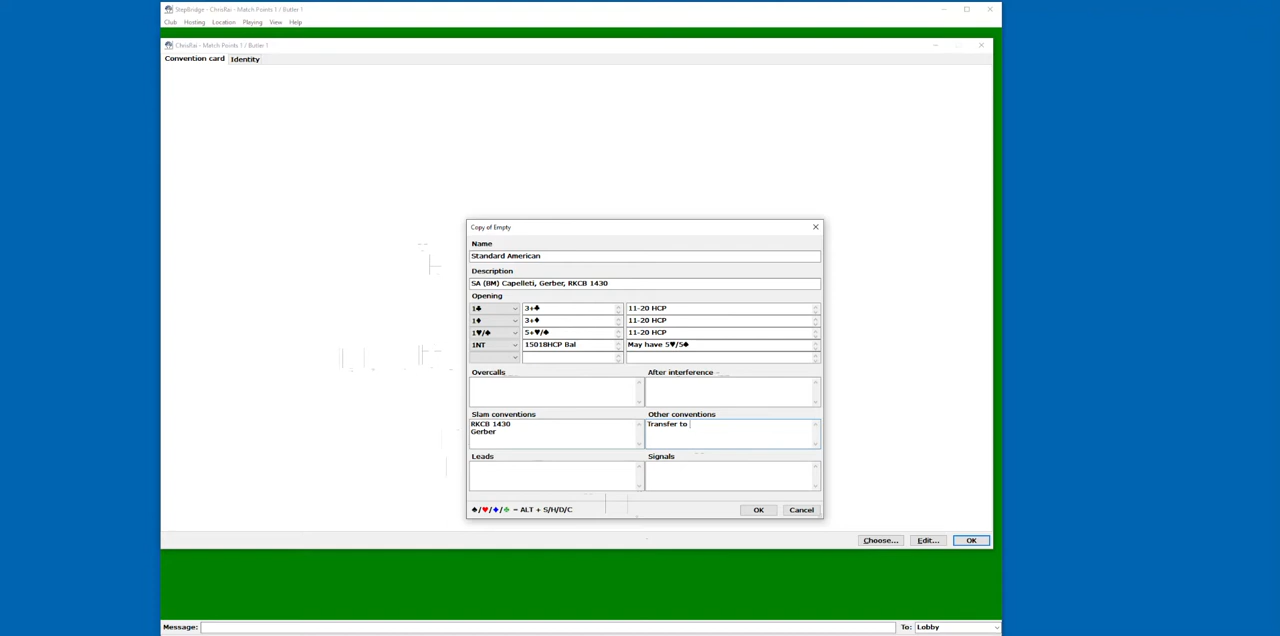 StepBridge - ChrisRai - Match Points 1 / Butler 1
Club Hosting Location Playing View Help
ChrisRai - Match Points 1 / Butler 1
Convention card Identity
Copy of Empty
Name
Standard American
Description
SA (BM) Capelleti, Gerber, RKCB 1430
Opening
1♣ 3+♣ 11-20 HCP
1♦ 3+♦ 11-20 HCP
1♥/♠ 5+♥/♠ 11-20 HCP
1NT 15018HCP Bal May have 5♥/5♠
Overcalls After interference
Slam conventions Other conventions
RKCB 1430 Transfer to
Gerber
Leads Signals
♠/♥/♦/♣ = ALT + S/H/D/C OK Cancel
Choose... Edit... OK
Message: To: Lobby